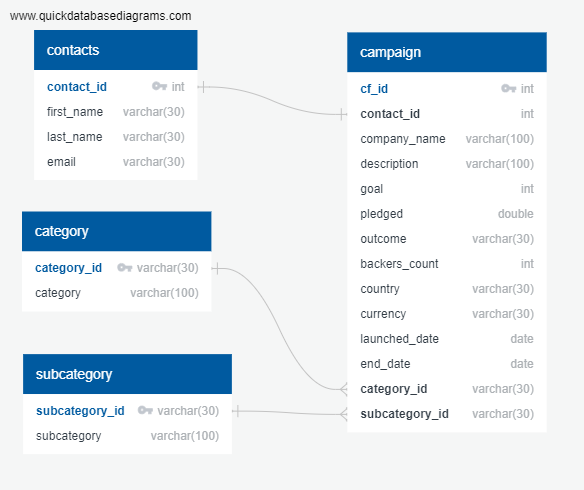 www.quickdatabasediagrams.com
contacts
contact_id int
first_name varchar(30)
last_name varchar(30)
email varchar(30)
campaign
cf_id int
contact_id int
company_name varchar(100)
description varchar(100)
goal int
pledged double
outcome varchar(30)
backers_count int
country varchar(30)
currency varchar(30)
launched_date date
end_date date
category_id varchar(30)
subcategory_id varchar(30)
category
category_id varchar(30)
category varchar(100)
subcategory
subcategory_id varchar(30)
subcategory varchar(100)